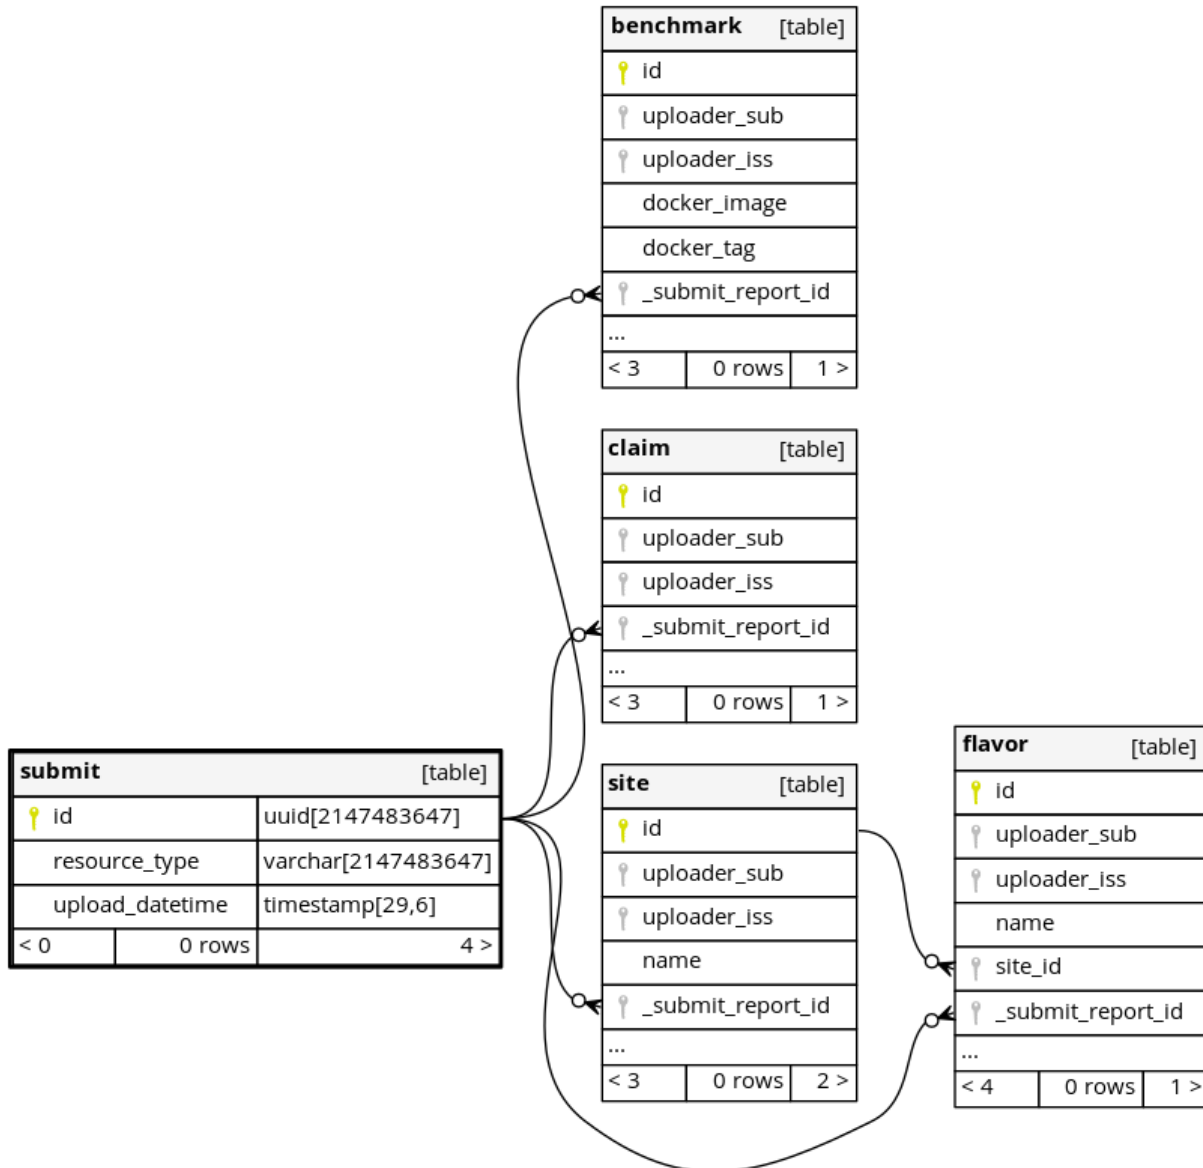 benchmark [table]
id
uploader_sub
uploader_iss
docker_image
docker_tag
_submit_report_id
...
< 3 0 rows 1 >
claim [table]
id
uploader_sub
uploader_iss
_submit_report_id
...
< 3 0 rows 1 >
submit [table]
id uuid[2147483647]
resource_type varchar[2147483647]
upload_datetime timestamp[29,6]
< 0 0 rows 4 >
site [table]
id
uploader_sub
uploader_iss
name
_submit_report_id
...
< 3 0 rows 2 >
flavor [table]
id
uploader_sub
uploader_iss
name
site_id
_submit_report_id
...
< 4 0 rows 1 >